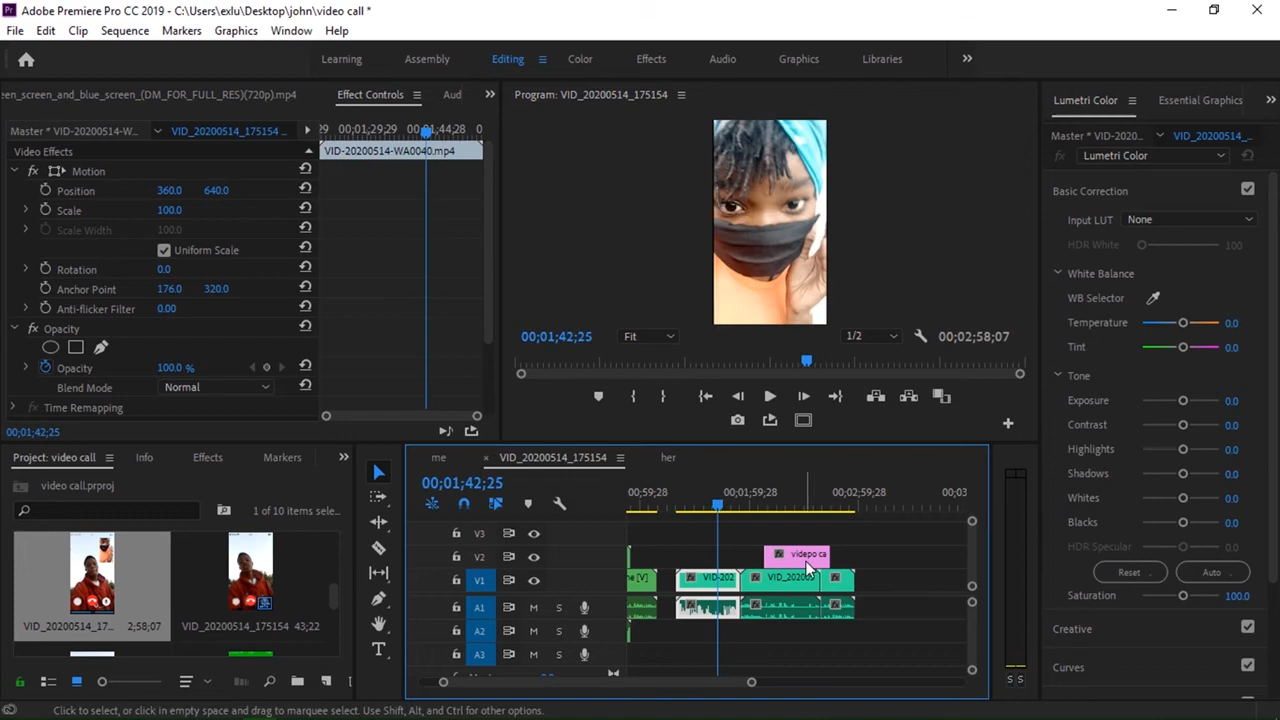 Adobe Premiere Pro CC 2019 - C:\Users\exlu\Desktop\john\video call *
File Edit Clip Sequence Markers Graphics Window Help
Learning Assembly Editing Color Effects Audio Graphics Libraries
een_screen_and_blue_screen_(DM_FOR_FULL_RES)(720p).mp4 Effect Controls Aud
Program: VID_20200514_175154
Lumetri Color Essential Graphics
Master * VID-20200514-W... VID_20200514_175154 ...
;29 00;01;29;29 00;01;44;28 0
Video Effects
VID-20200514-WA0040.mp4
Motion
Position 360.0 640.0
Scale 100.0
Scale Width 100.0
Uniform Scale
Rotation 0.0
Anchor Point 176.0 320.0
Anti-flicker Filter 0.00
Opacity
Opacity 100.0 %
Blend Mode Normal
Time Remapping
00;01;42;25
00;01;42;25 Fit 1/2 00;02;58;07
Master * VID-2020... VID_20200514_...
fx Lumetri Color
Basic Correction
Input LUT None
HDR White 100
White Balance
WB Selector
Temperature 0.0
Tint 0.0
Tone
Exposure 0.0
Contrast 0.0
Highlights 0.0
Shadows 0.0
Whites 0.0
Blacks 0.0
HDR Specular 0.0
Reset Auto
Saturation 100.0
Creative
Curves
Project: video call Info Effects Markers
video call.prproj
1 of 10 items sele...
VID_20200514_17... 2;58;07
VID_20200514_175154 43;22
me × VID_20200514_175154 her
00;01;42;25
;00;59;28 00;01;59;28 00;02;59;28 00;03
V3
V2 videpo ca
V1 ne [V] VID-202 VID_20200
A1 M S
A2 M S
A3 M S
S S
Click to select, or click in empty space and drag to marquee select. Use Shift, Alt, and Ctrl for other options.